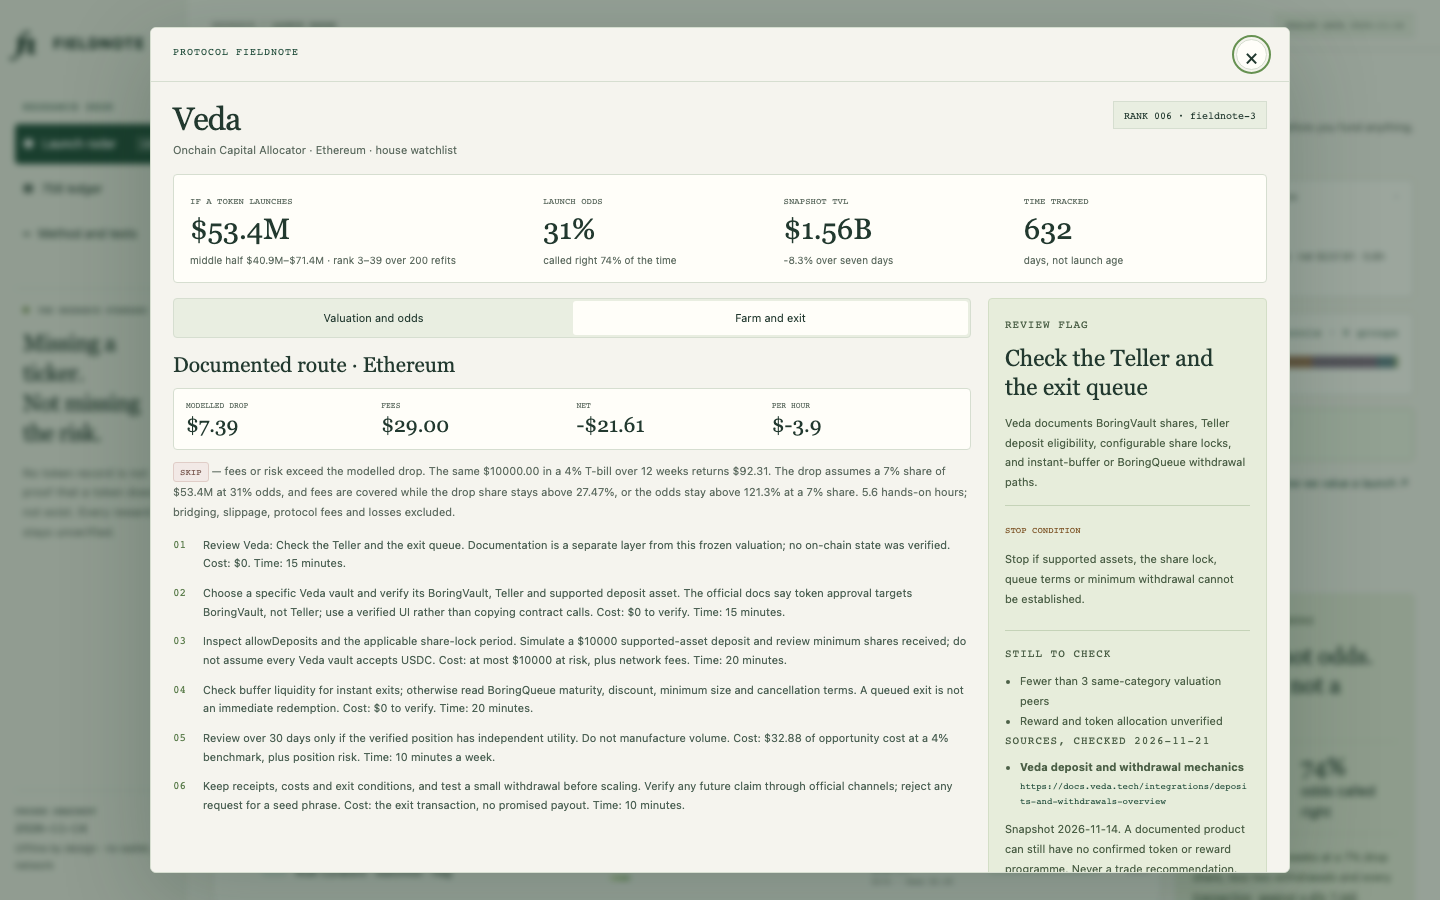 PROTOCOL FIELDNOTE
×
Veda
RANK 006 · fieldnote-3
Onchain Capital Allocator · Ethereum · house watchlist
IF A TOKEN LAUNCHES
$53.4M
middle half $40.9M–$71.4M · rank 3–39 over 200 refits
LAUNCH ODDS
31%
called right 74% of the time
SNAPSHOT TVL
$1.56B
-8.3% over seven days
TIME TRACKED
632
days, not launch age
Valuation and odds
Farm and exit
Documented route · Ethereum
MODELLED DROP
$7.39
FEES
$29.00
NET
-$21.61
PER HOUR
$-3.9
SKIP — fees or risk exceed the modelled drop. The same $10000.00 in a 4% T-bill over 12 weeks returns $92.31. The drop assumes a 7% share of
$53.4M at 31% odds, and fees are covered while the drop share stays above 27.47%, or the odds stay above 121.3% at a 7% share. 5.6 hands-on hours;
bridging, slippage, protocol fees and losses excluded.
01 Review Veda: Check the Teller and the exit queue. Documentation is a separate layer from this frozen valuation; no on-chain state was verified.
Cost: $0. Time: 15 minutes.
02 Choose a specific Veda vault and verify its BoringVault, Teller and supported deposit asset. The official docs say token approval targets
BoringVault, not Teller; use a verified UI rather than copying contract calls. Cost: $0 to verify. Time: 15 minutes.
03 Inspect allowDeposits and the applicable share-lock period. Simulate a $10000 supported-asset deposit and review minimum shares received; do
not assume every Veda vault accepts USDC. Cost: at most $10000 at risk, plus network fees. Time: 20 minutes.
04 Check buffer liquidity for instant exits; otherwise read BoringQueue maturity, discount, minimum size and cancellation terms. A queued exit is not
an immediate redemption. Cost: $0 to verify. Time: 20 minutes.
05 Review over 30 days only if the verified position has independent utility. Do not manufacture volume. Cost: $32.88 of opportunity cost at a 4%
benchmark, plus position risk. Time: 10 minutes a week.
06 Keep receipts, costs and exit conditions, and test a small withdrawal before scaling. Verify any future claim through official channels; reject any
request for a seed phrase. Cost: the exit transaction, no promised payout. Time: 10 minutes.
REVIEW FLAG
Check the Teller and
the exit queue
Veda documents BoringVault shares, Teller
deposit eligibility, configurable share locks,
and instant-buffer or BoringQueue withdrawal
paths.
STOP CONDITION
Stop if supported assets, the share lock,
queue terms or minimum withdrawal cannot
be established.
STILL TO CHECK
• Fewer than 3 same-category valuation
peers
• Reward and token allocation unverified
SOURCES, CHECKED 2026-11-21
• Veda deposit and withdrawal mechanics
https://docs.veda.tech/integrations/deposi
ts-and-withdrawals-overview
Snapshot 2026-11-14. A documented product
can still have no confirmed token or reward
programme. Never a trade recommendation.
FIELDNOTE
Launch radar
Method and tests
Missing a
ticker.
Not missing
the risk.
74%
odds called
right